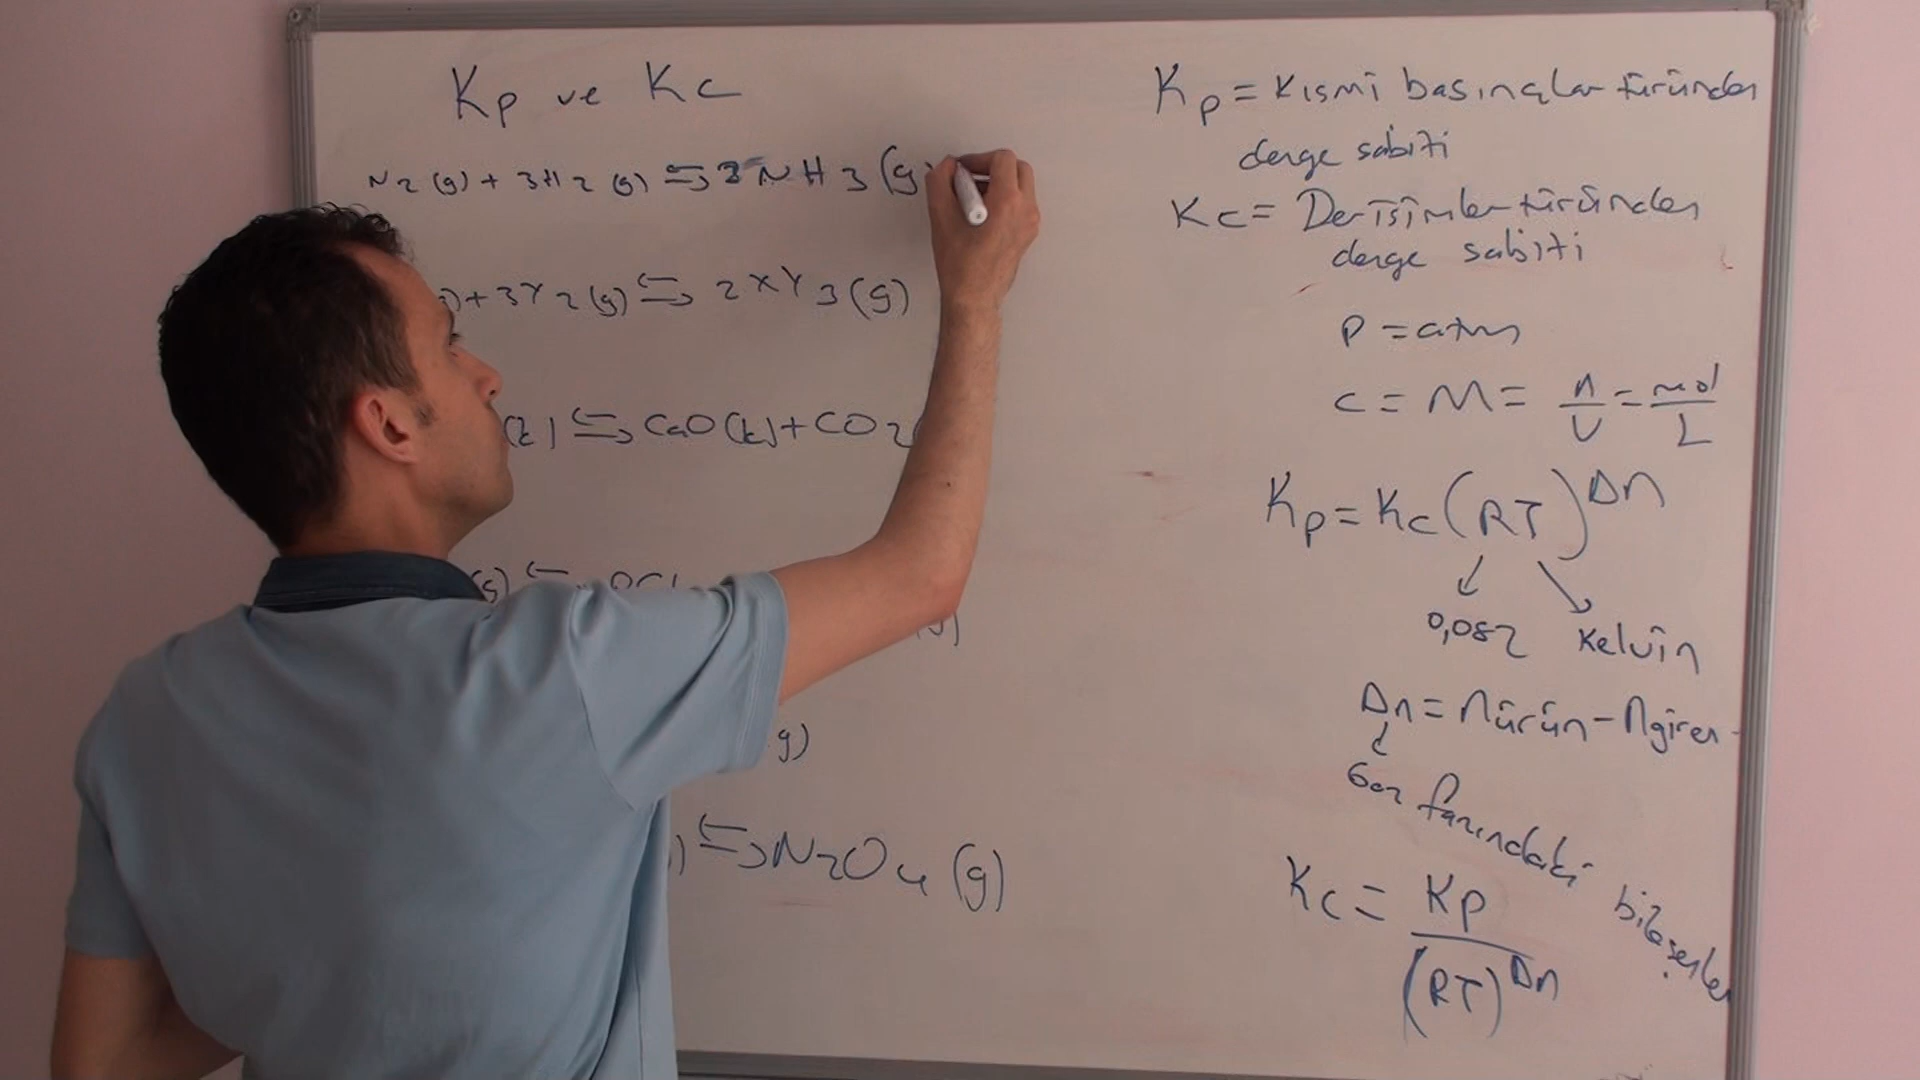 Kp ve Kc
N2 (g) + 3H2 (g) ⇆ 2NH3 (g)
) + 3Y2 (g) ⇆ 2XY3 (g)
(k) ⇆ CaO (k) + CO2 (
(g)
g)
) ⇆ N2O4 (g)
Kp = Kısmi basınçlar türünden
denge sabiti
Kc = Derişimler türünden
denge sabiti
P = atm
C = M = n/V = mol/L
Kp = Kc (RT)^Δn
0,082 Kelvin
Δn = Nürün - Ngiren
Gaz fazındaki bileşenler
Kc = Kp/(RT)^Δn